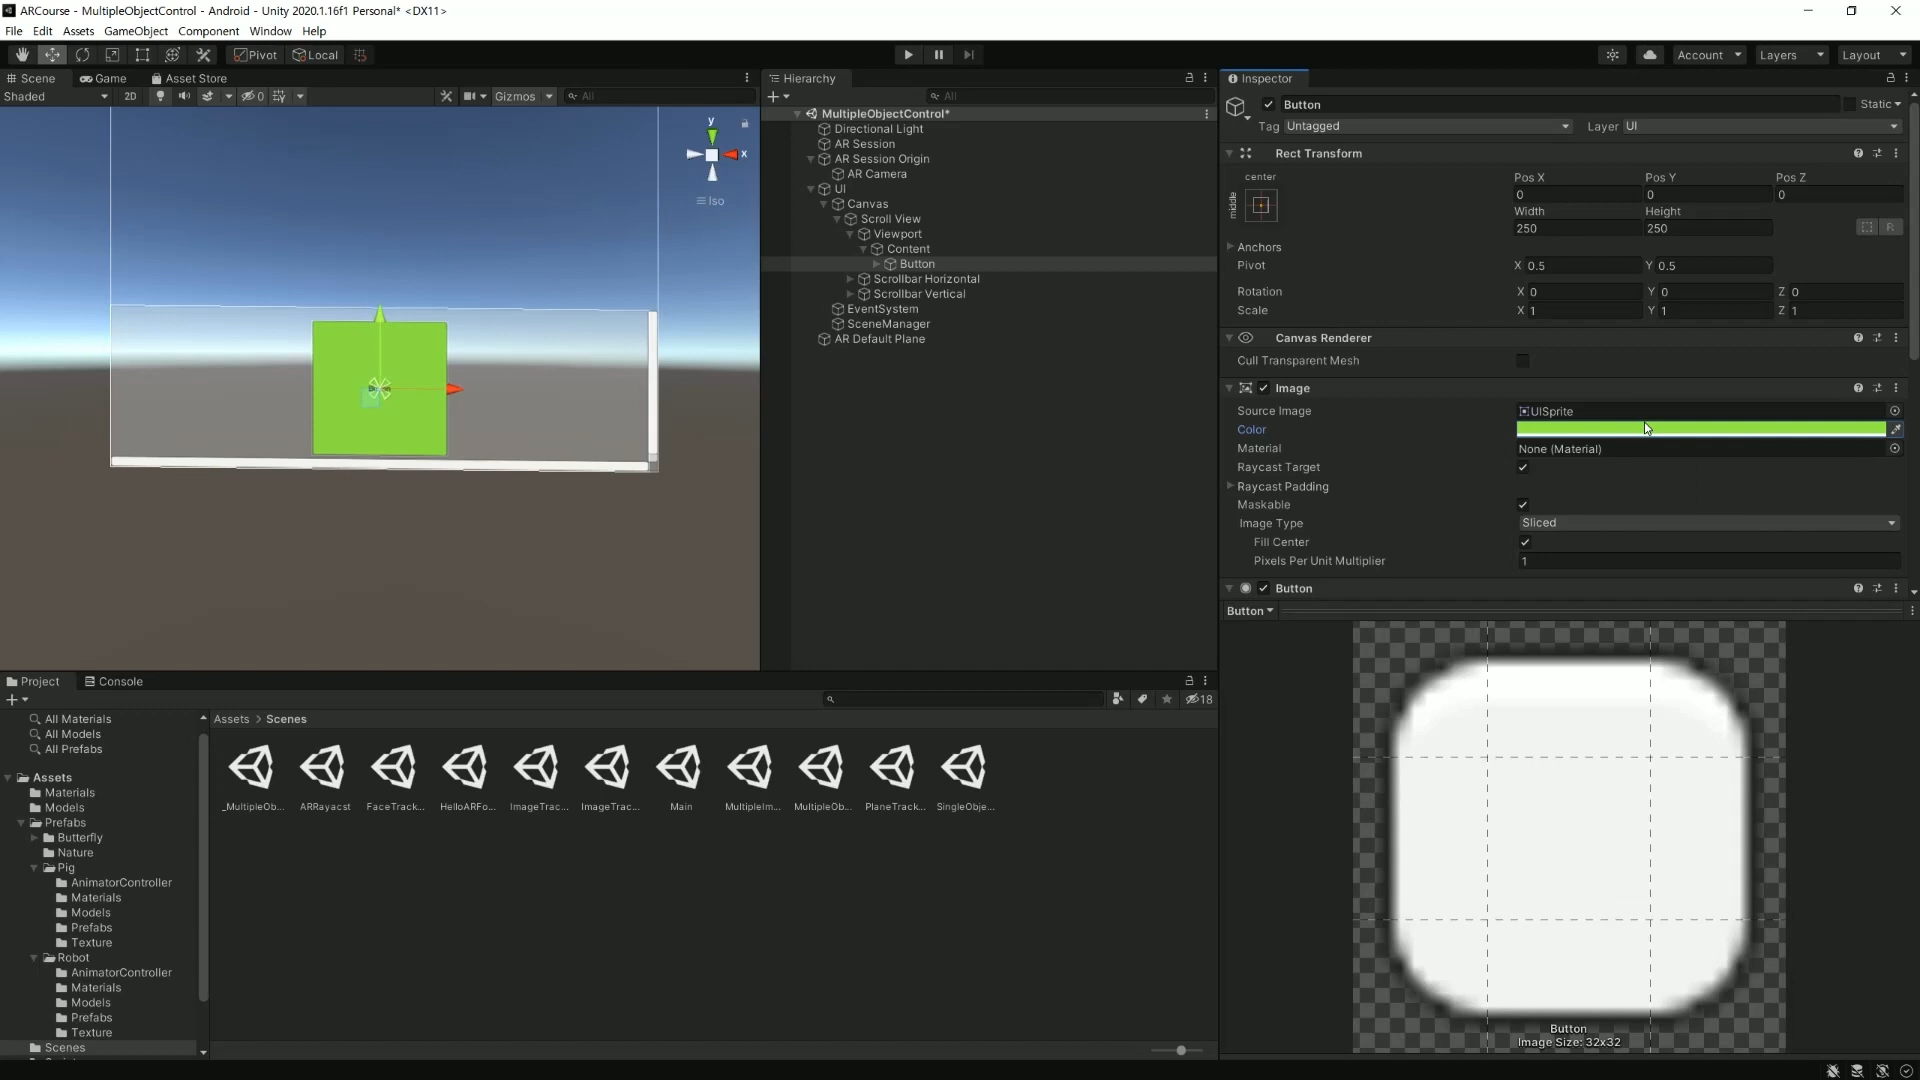 ARCourse - MultipleObjectControl - Android - Unity 2020.1.16f1 Personal* <DX11>
File Edit Assets GameObject Component Window Help
Pivot Local Account Layers Layout
Scene Game Asset Store
Shaded 2D 0 Gizmos All
y
x
Iso
Hierarchy
All
MultipleObjectControl*
Directional Light
AR Session
AR Session Origin
AR Camera
UI
Canvas
Scroll View
Viewport
Content
Button
Scrollbar Horizontal
Scrollbar Vertical
EventSystem
SceneManager
AR Default Plane
Inspector
Button Static
Tag Untagged Layer UI
Rect Transform
center
middle
Pos X Pos Y Pos Z
0 0 0
Width Height
250 250
R
Anchors
Pivot X 0.5 Y 0.5
Rotation X 0 Y 0 Z 0
Scale X 1 Y 1 Z 1
Canvas Renderer
Cull Transparent Mesh
Image
Source Image UISprite
Color
Material None (Material)
Raycast Target
Raycast Padding
Maskable
Image Type Sliced
Fill Center
Pixels Per Unit Multiplier 1
Button
Button
Button
Image Size: 32x32
Project Console
18
All Materials
All Models
All Prefabs
Assets
Materials
Models
Prefabs
Butterfly
Nature
Pig
AnimatorController
Materials
Models
Prefabs
Texture
Robot
AnimatorController
Materials
Models
Prefabs
Texture
Scenes
Assets > Scenes
_MultipleOb... ARRayacst FaceTrack... HelloARFo... ImageTrac... ImageTrac... Main MultipleIm... MultipleOb... PlaneTrack... SingleObje...